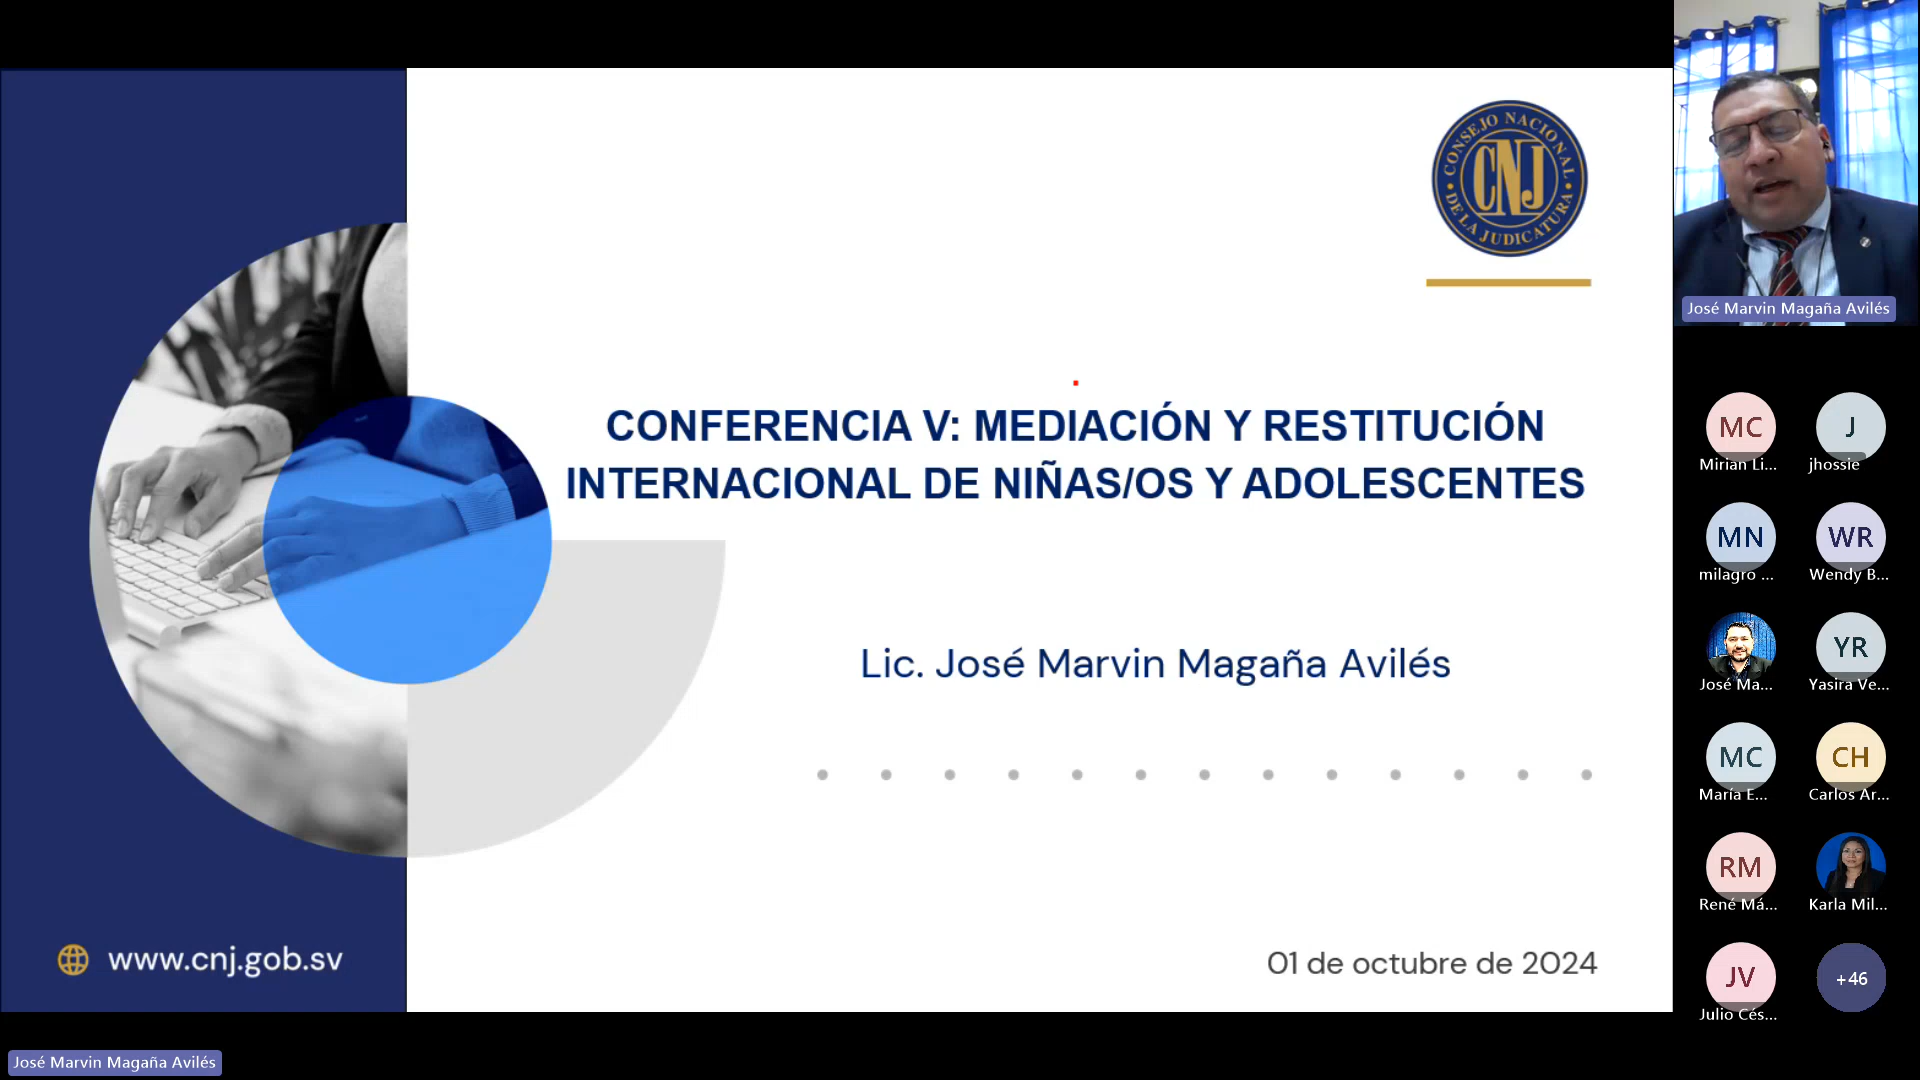 CONSEJO NACIONAL
DE LA JUDICATURA
CNJ
CONFERENCIA V: MEDIACIÓN Y RESTITUCIÓN
INTERNACIONAL DE NIÑAS/OS Y ADOLESCENTES
Lic. José Marvin Magaña Avilés
www.cnj.gob.sv
01 de octubre de 2024
José Marvin Magaña Avilés
José Marvin Magaña Avilés
MC
Mirian Li...
J
jhossie
MN
milagro ...
WR
Wendy B...
José Ma...
YR
Yasira Ve...
MC
María E...
CH
Carlos Ar...
RM
René Má...
Karla Mil...
JV
Julio Cés...
+46